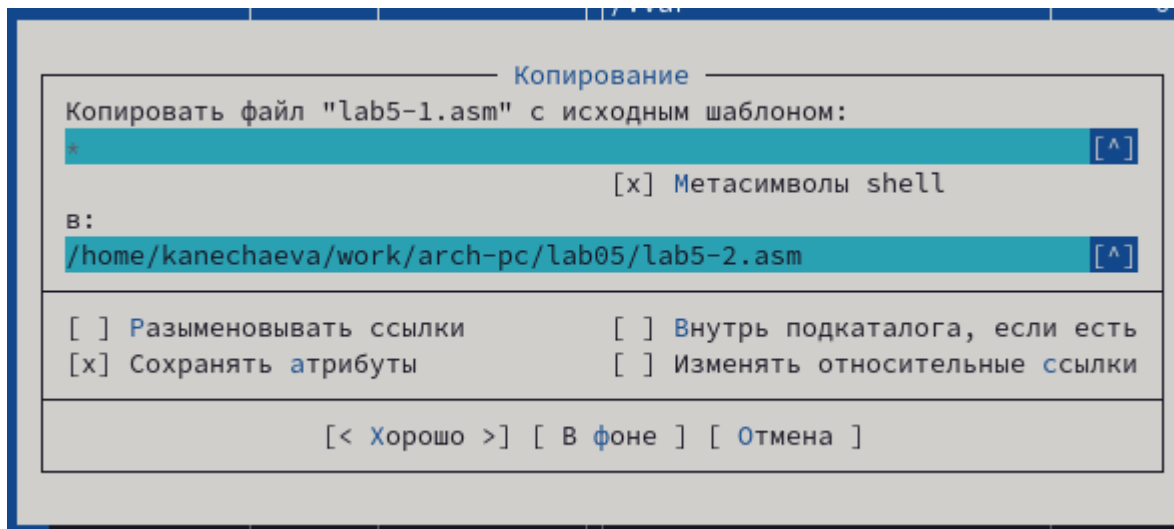 Копирование
Копировать файл "lab5-1.asm" с исходным шаблоном:
* [^]
[x] Метасимволы shell
в:
/home/kanechaeva/work/arch-pc/lab05/lab5-2.asm [^]
[ ] Разыменовывать ссылки [ ] Внутрь подкаталога, если есть
[x] Сохранять атрибуты [ ] Изменять относительные ссылки
[< Хорошо >] [ В фоне ] [ Отмена ]